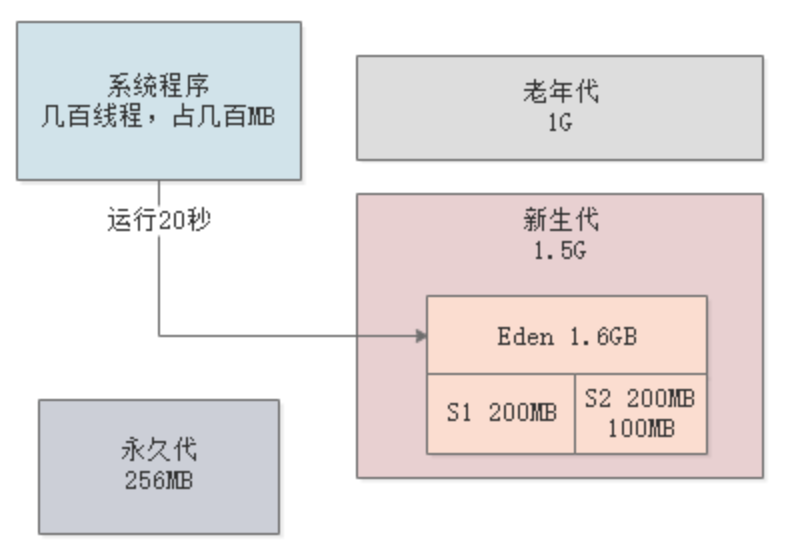 系统程序
几百线程，占几百MB
运行20秒
老年代
1G
新生代
1.5G
Eden 1.6GB
S1 200MB
S2 200MB
100MB
永久代
256MB